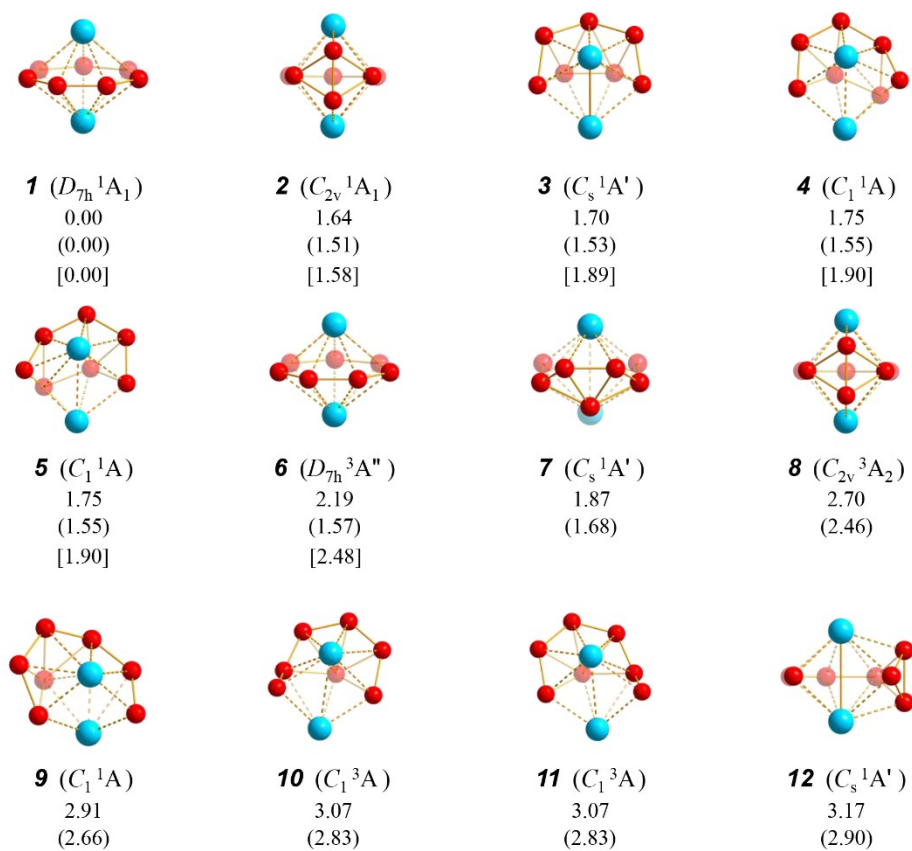 1 (D₇ₕ ¹A₁) 2 (C₂ᵥ ¹A₁) 3 (Cₛ ¹A') 4 (C₁ ¹A)
0.00 1.64 1.70 1.75
(0.00) (1.51) (1.53) (1.55)
[0.00] [1.58] [1.89] [1.90]
5 (C₁ ¹A) 6 (D₇ₕ ³A") 7 (Cₛ ¹A') 8 (C₂ᵥ ³A₂)
1.75 2.19 1.87 2.70
(1.55) (1.57) (1.68) (2.46)
[1.90] [2.48]
9 (C₁ ¹A) 10 (C₁ ³A) 11 (C₁ ³A) 12 (Cₛ ¹A')
2.91 3.07 3.07 3.17
(2.66) (2.83) (2.83) (2.90)